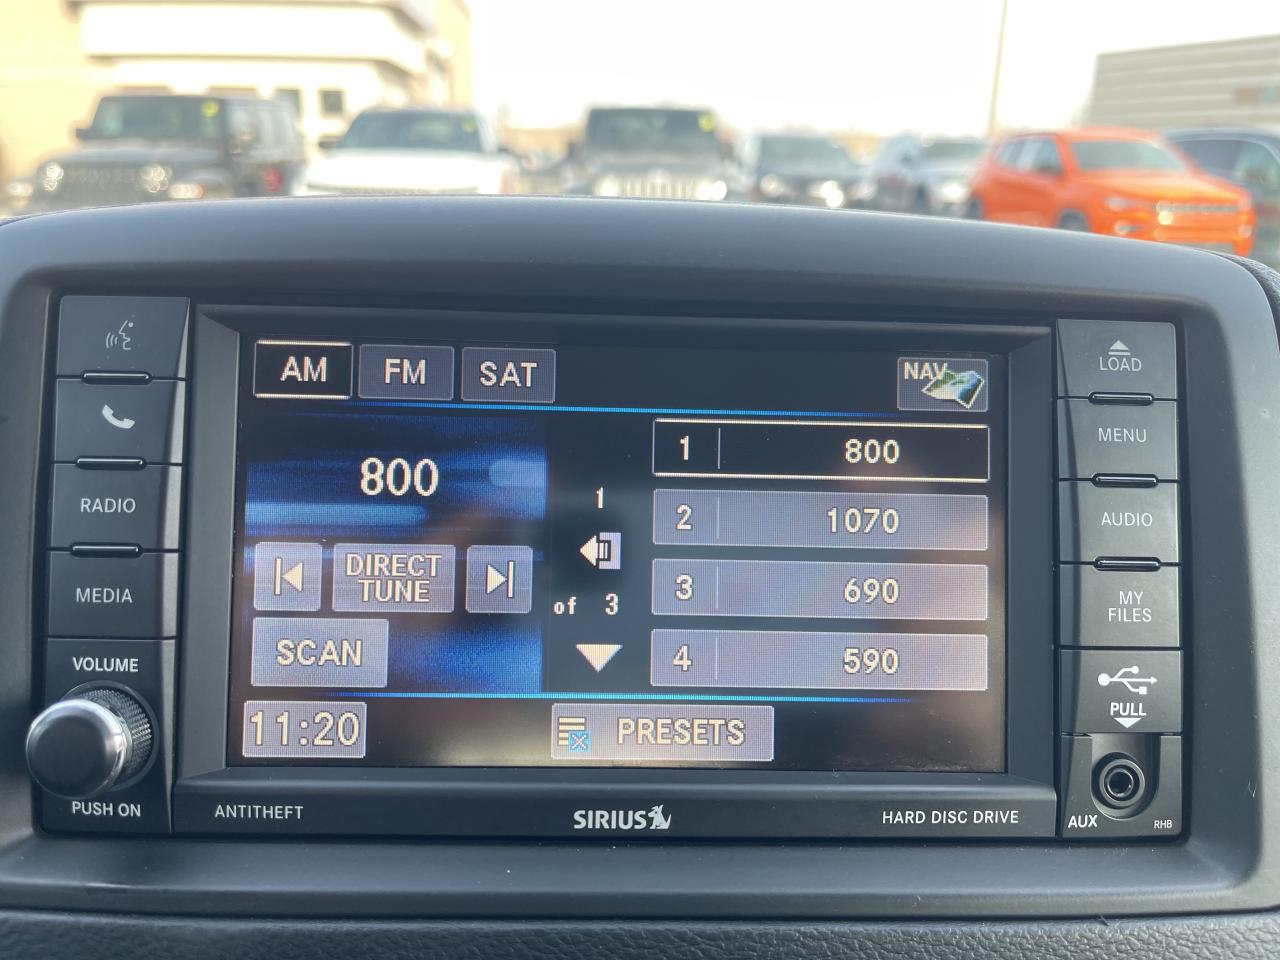 AM
FM
SAT
NAV
800
DIRECT
TUNE
SCAN
11:20
1
of 3
1 800
2 1070
3 690
4 590
PRESETS
RADIO
MEDIA
VOLUME
PUSH ON
LOAD
MENU
AUDIO
MY
FILES
PULL
AUX
RHB
ANTITHEFT
SIRIUS
HARD DISC DRIVE